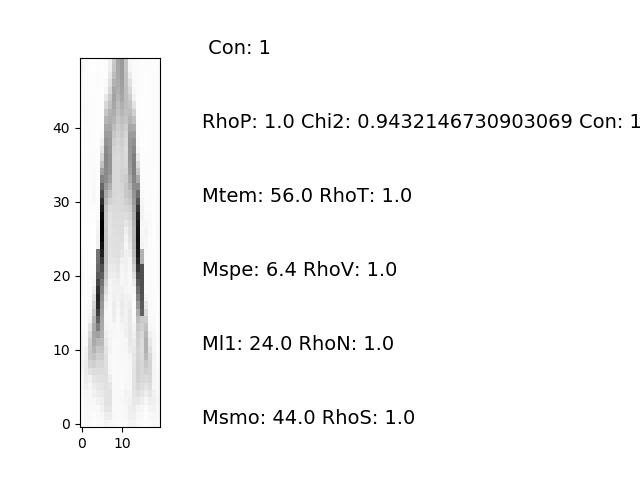 Con: 1
RhoP: 1.0 Chi2: 0.9432146730903069 Con: 1
Mtem: 56.0 RhoT: 1.0
Mspe: 6.4 RhoV: 1.0
Ml1: 24.0 RhoN: 1.0
Msmo: 44.0 RhoS: 1.0
40
30
20
10
0
0 10